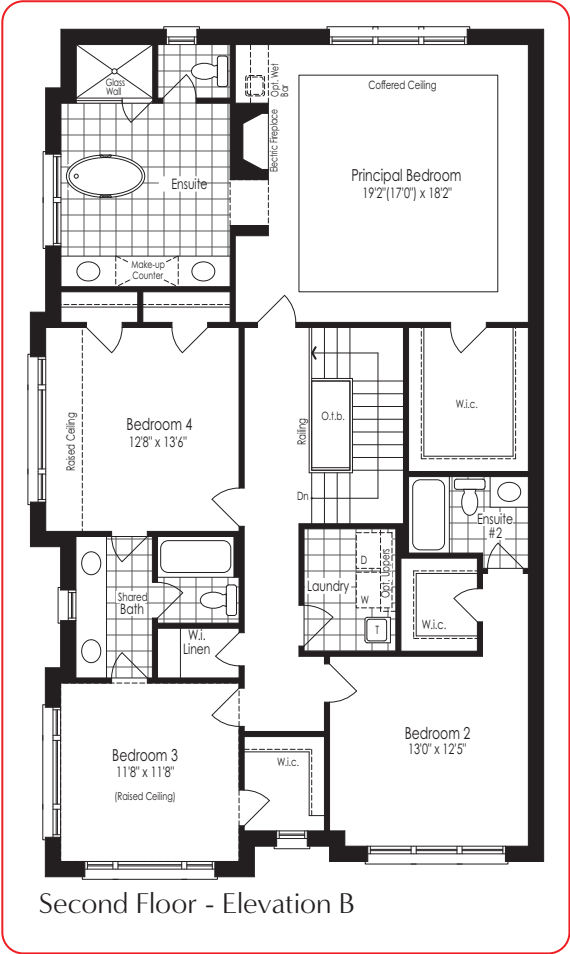 Glass
Wall
Opt. Wet
Bar
Coffered Ceiling
Electric Fireplace
Principal Bedroom
19'2"(17'0") x 18'2"
Ensuite
Make-up
Counter
Raised Ceiling
Bedroom 4
12'8" x 13'6"
Railing
O.t.b.
Dn
W.i.c.
Ensuite
#2
Shared
Bath
Laundry
D
W
Opt. Uppers
T
W.i.c.
W.i.
Linen
Bedroom 3
11'8" x 11'8"
(Raised Ceiling)
W.i.c.
Bedroom 2
13'0" x 12'5"
Second Floor - Elevation B